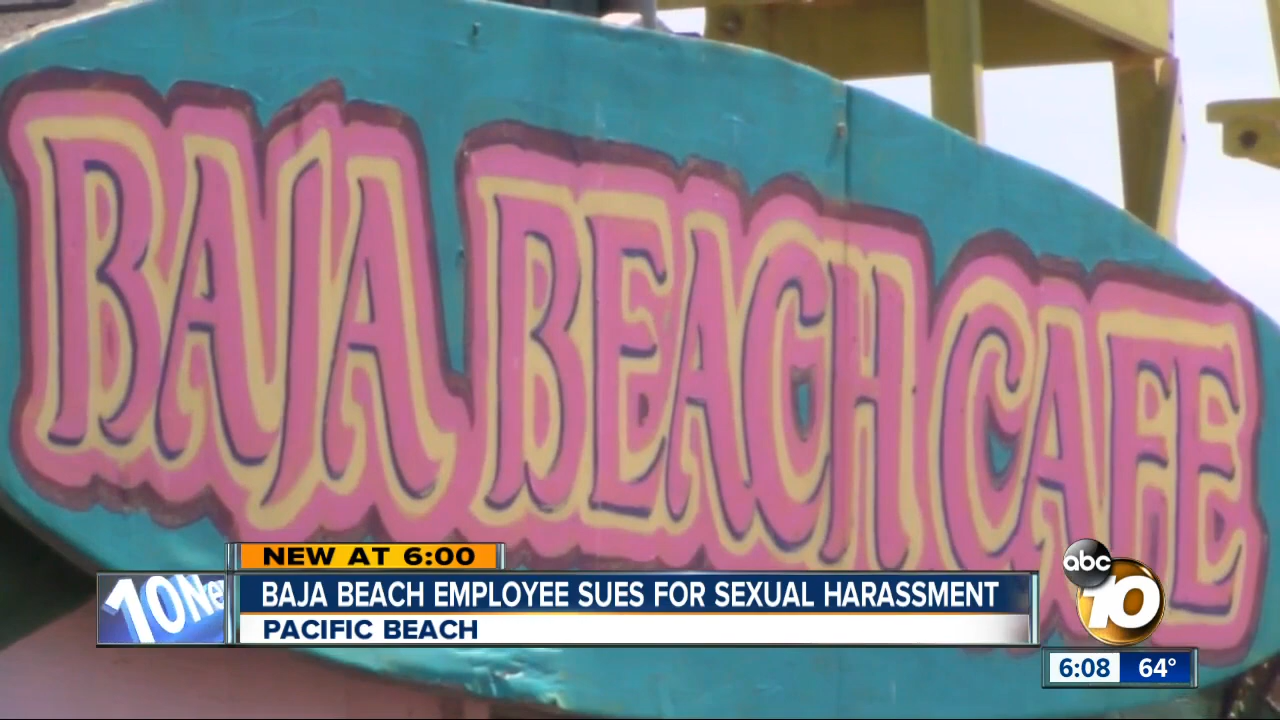 BAJA BEACH CAFE
NEW AT 6:00
10Ne
BAJA BEACH EMPLOYEE SUES FOR SEXUAL HARASSMENT
PACIFIC BEACH
abc
10
6:08 64°